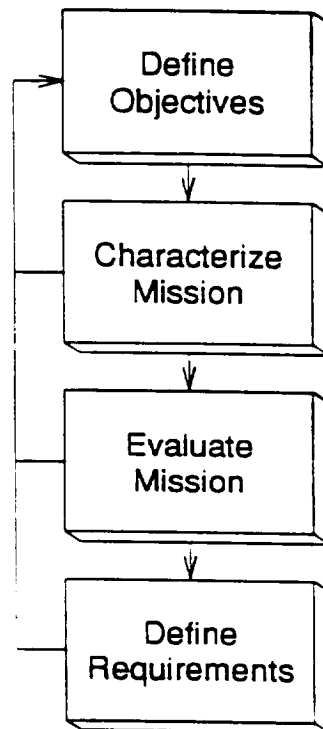 Define
Objectives
Characterize
Mission
Evaluate
Mission
Define
Requirements